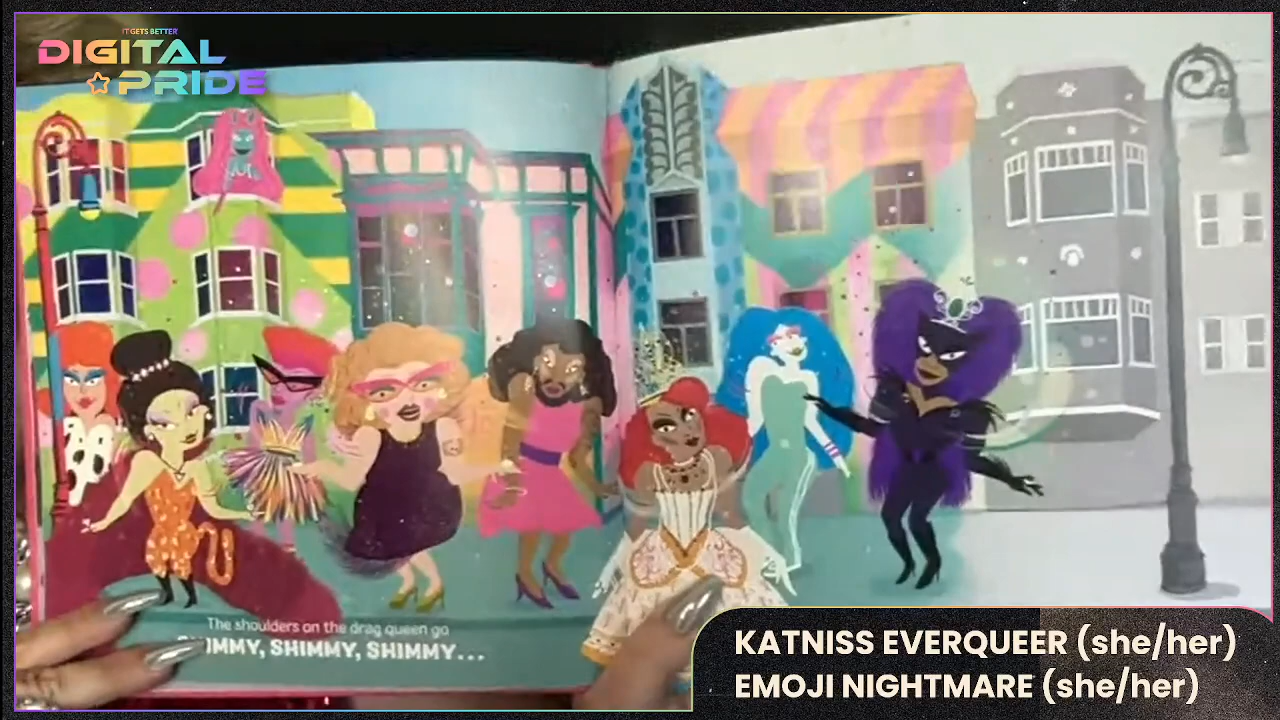 IT GETS BETTER
DIGITAL
PRIDE
The shoulders on the drag queen go
SHIMMY, SHIMMY, SHIMMY...
KATNISS EVERQUEER (she/her)
EMOJI NIGHTMARE (she/her)